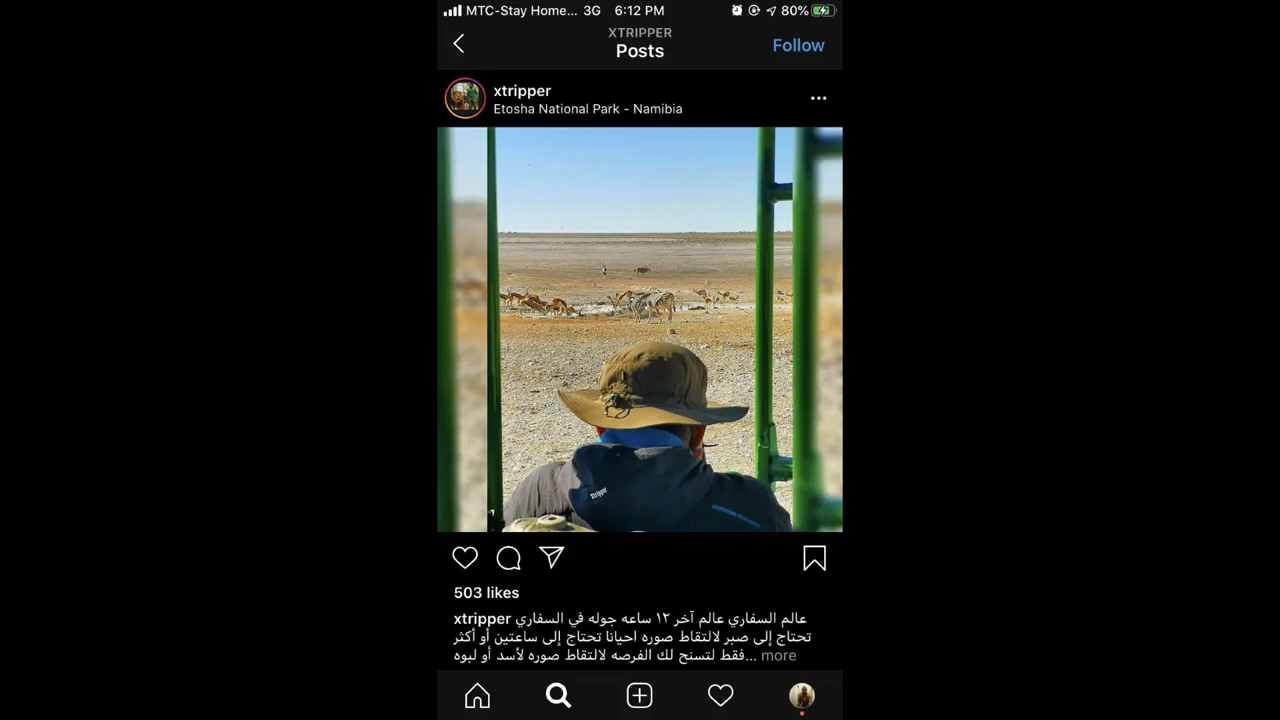 MTC-Stay Home... 3G 6:12 PM 80%
XTRIPPER
Posts
Follow
xtripper
Etosha National Park - Namibia
Xtripper
503 likes
xtripper عالم السفاري عالم آخر ١٢ ساعه جوله في السفاري
تحتاج إلى صبر لالتقاط صوره احيانا تحتاج إلى ساعتين أو أكثر
فقط لتسنح لك الفرصه لالتقاط صوره لأسد أو لبوه... more